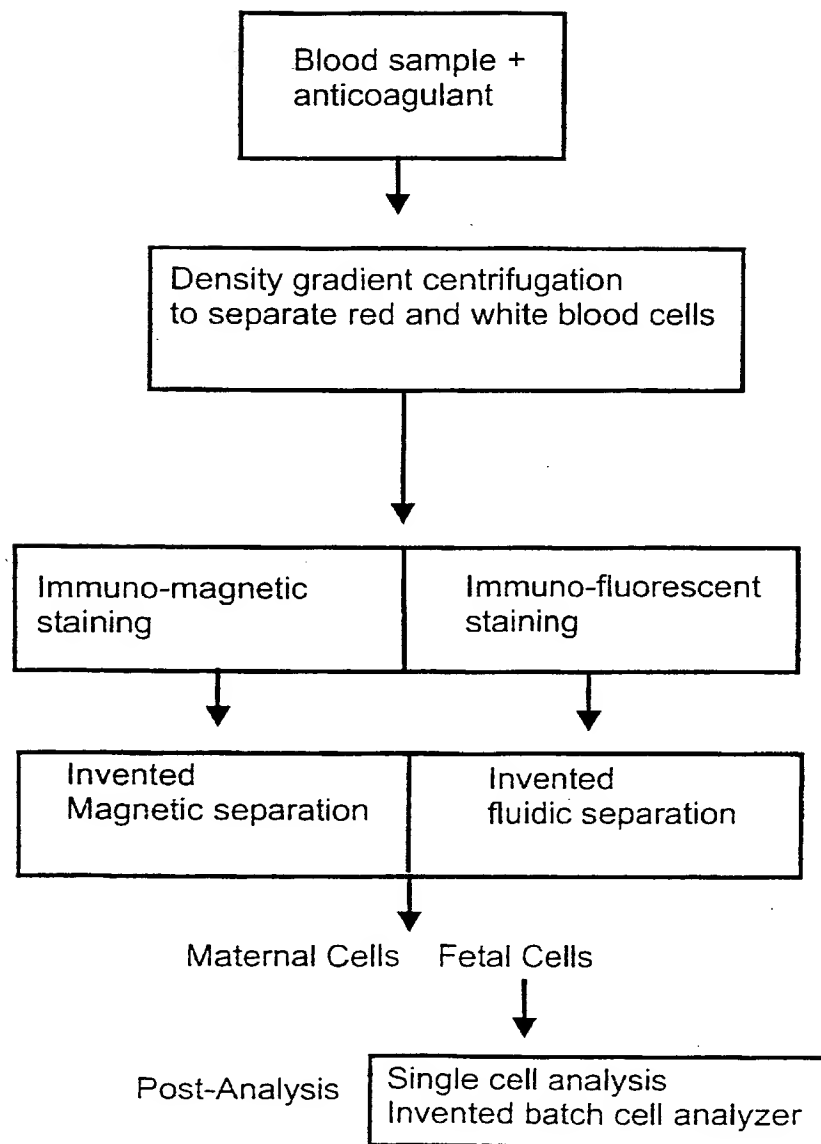 Blood sample +
anticoagulant
Density gradient centrifugation
to separate red and white blood cells
Immuno-magnetic
staining
Immuno-fluorescent
staining
Invented
Magnetic separation
Invented
fluidic separation
Maternal Cells Fetal Cells
Post-Analysis
Single cell analysis
Invented batch cell analyzer